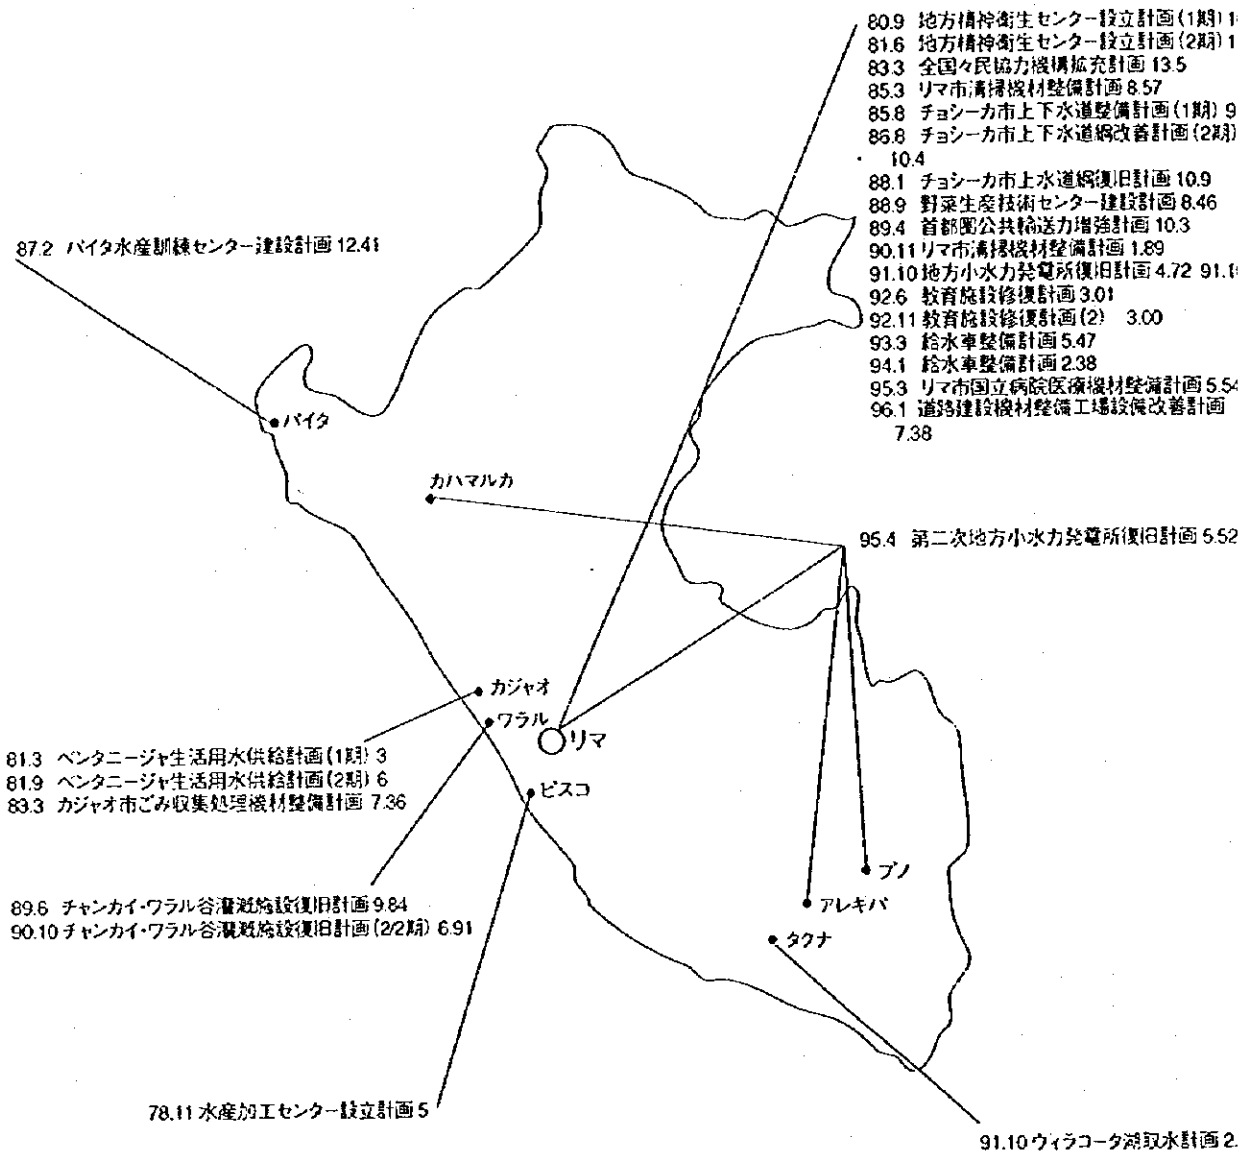 80.9 地方精神衛生センター設立計画(1期) 1
81.6 地方精神衛生センター設立計画(2期) 1
83.3 全国々民協力機構拡充計画 13.5
85.3 リマ市清掃機材整備計画 8.57
85.8 チョシーカ市上下水道整備計画(1期) 9
86.8 チョシーカ市上下水道網改善計画(2期)
10.4
88.1 チョシーカ市上水道網復旧計画 10.9
88.9 野菜生産技術センター建設計画 8.46
89.4 首都圏公共輸送力増強計画 10.3
90.11 リマ市清掃機材整備計画 1.89
91.10 地方小水力発電所復旧計画 4.72 91.1
92.6 教育施設修復計画 3.01
92.11 教育施設修復計画(2) 3.00
93.3 給水車整備計画 5.47
94.1 給水車整備計画 2.38
95.3 リマ市国立病院医療機材整備計画 5.54
96.1 道路建設機材整備工場設備改善計画
7.38
87.2 パイタ水産訓練センター建設計画 12.41
パイタ
カハマルカ
95.4 第二次地方小水力発電所復旧計画 5.52
カジャオ
ワラル
リマ
81.3 ベンタニージャ生活用水供給計画(1期) 3
81.9 ベンタニージャ生活用水供給計画(2期) 6
83.3 カジャオ市ごみ収集処理機材整備計画 7.36
ピスコ
プノ
アレキパ
89.6 チャンカイ・ワラル谷灌漑施設復旧計画 9.84
90.10 チャンカイ・ワラル谷灌漑施設復旧計画(2/2期) 6.91
タクナ
78.11 水産加工センター設立計画 5
91.10 ヴィラコータ湖取水計画 2.